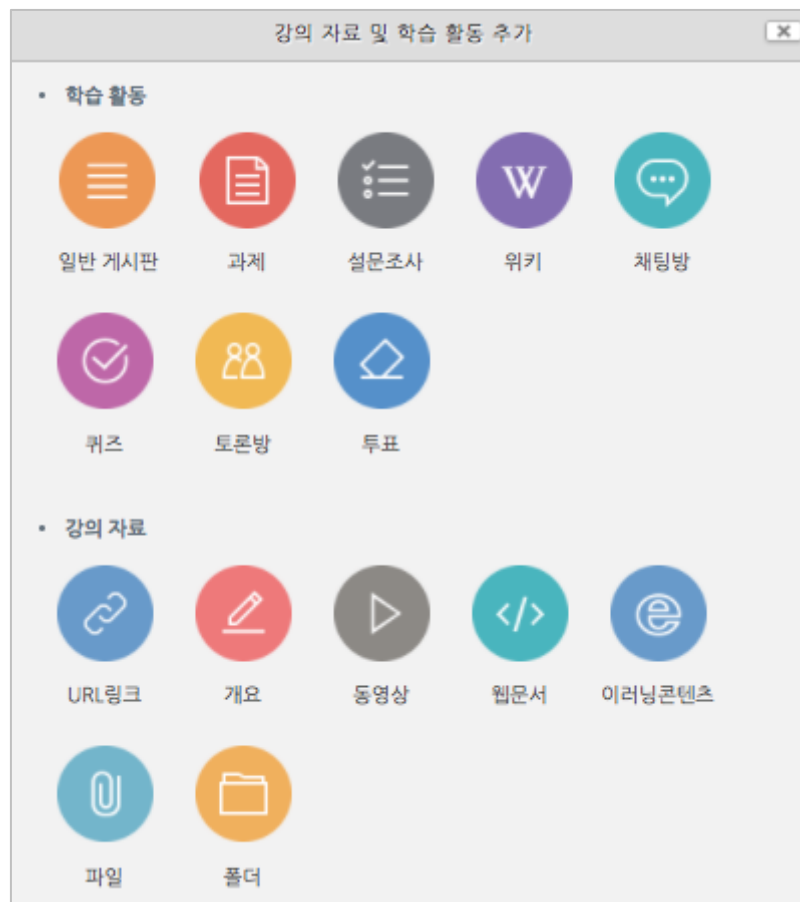 강의 자료 및 학습 활동 추가
• 학습 활동
일반 게시판 과제 설문조사 위키 채팅방
퀴즈 토론방 투표
• 강의 자료
URL링크 개요 동영상 웹문서 이러닝콘텐츠
파일 폴더